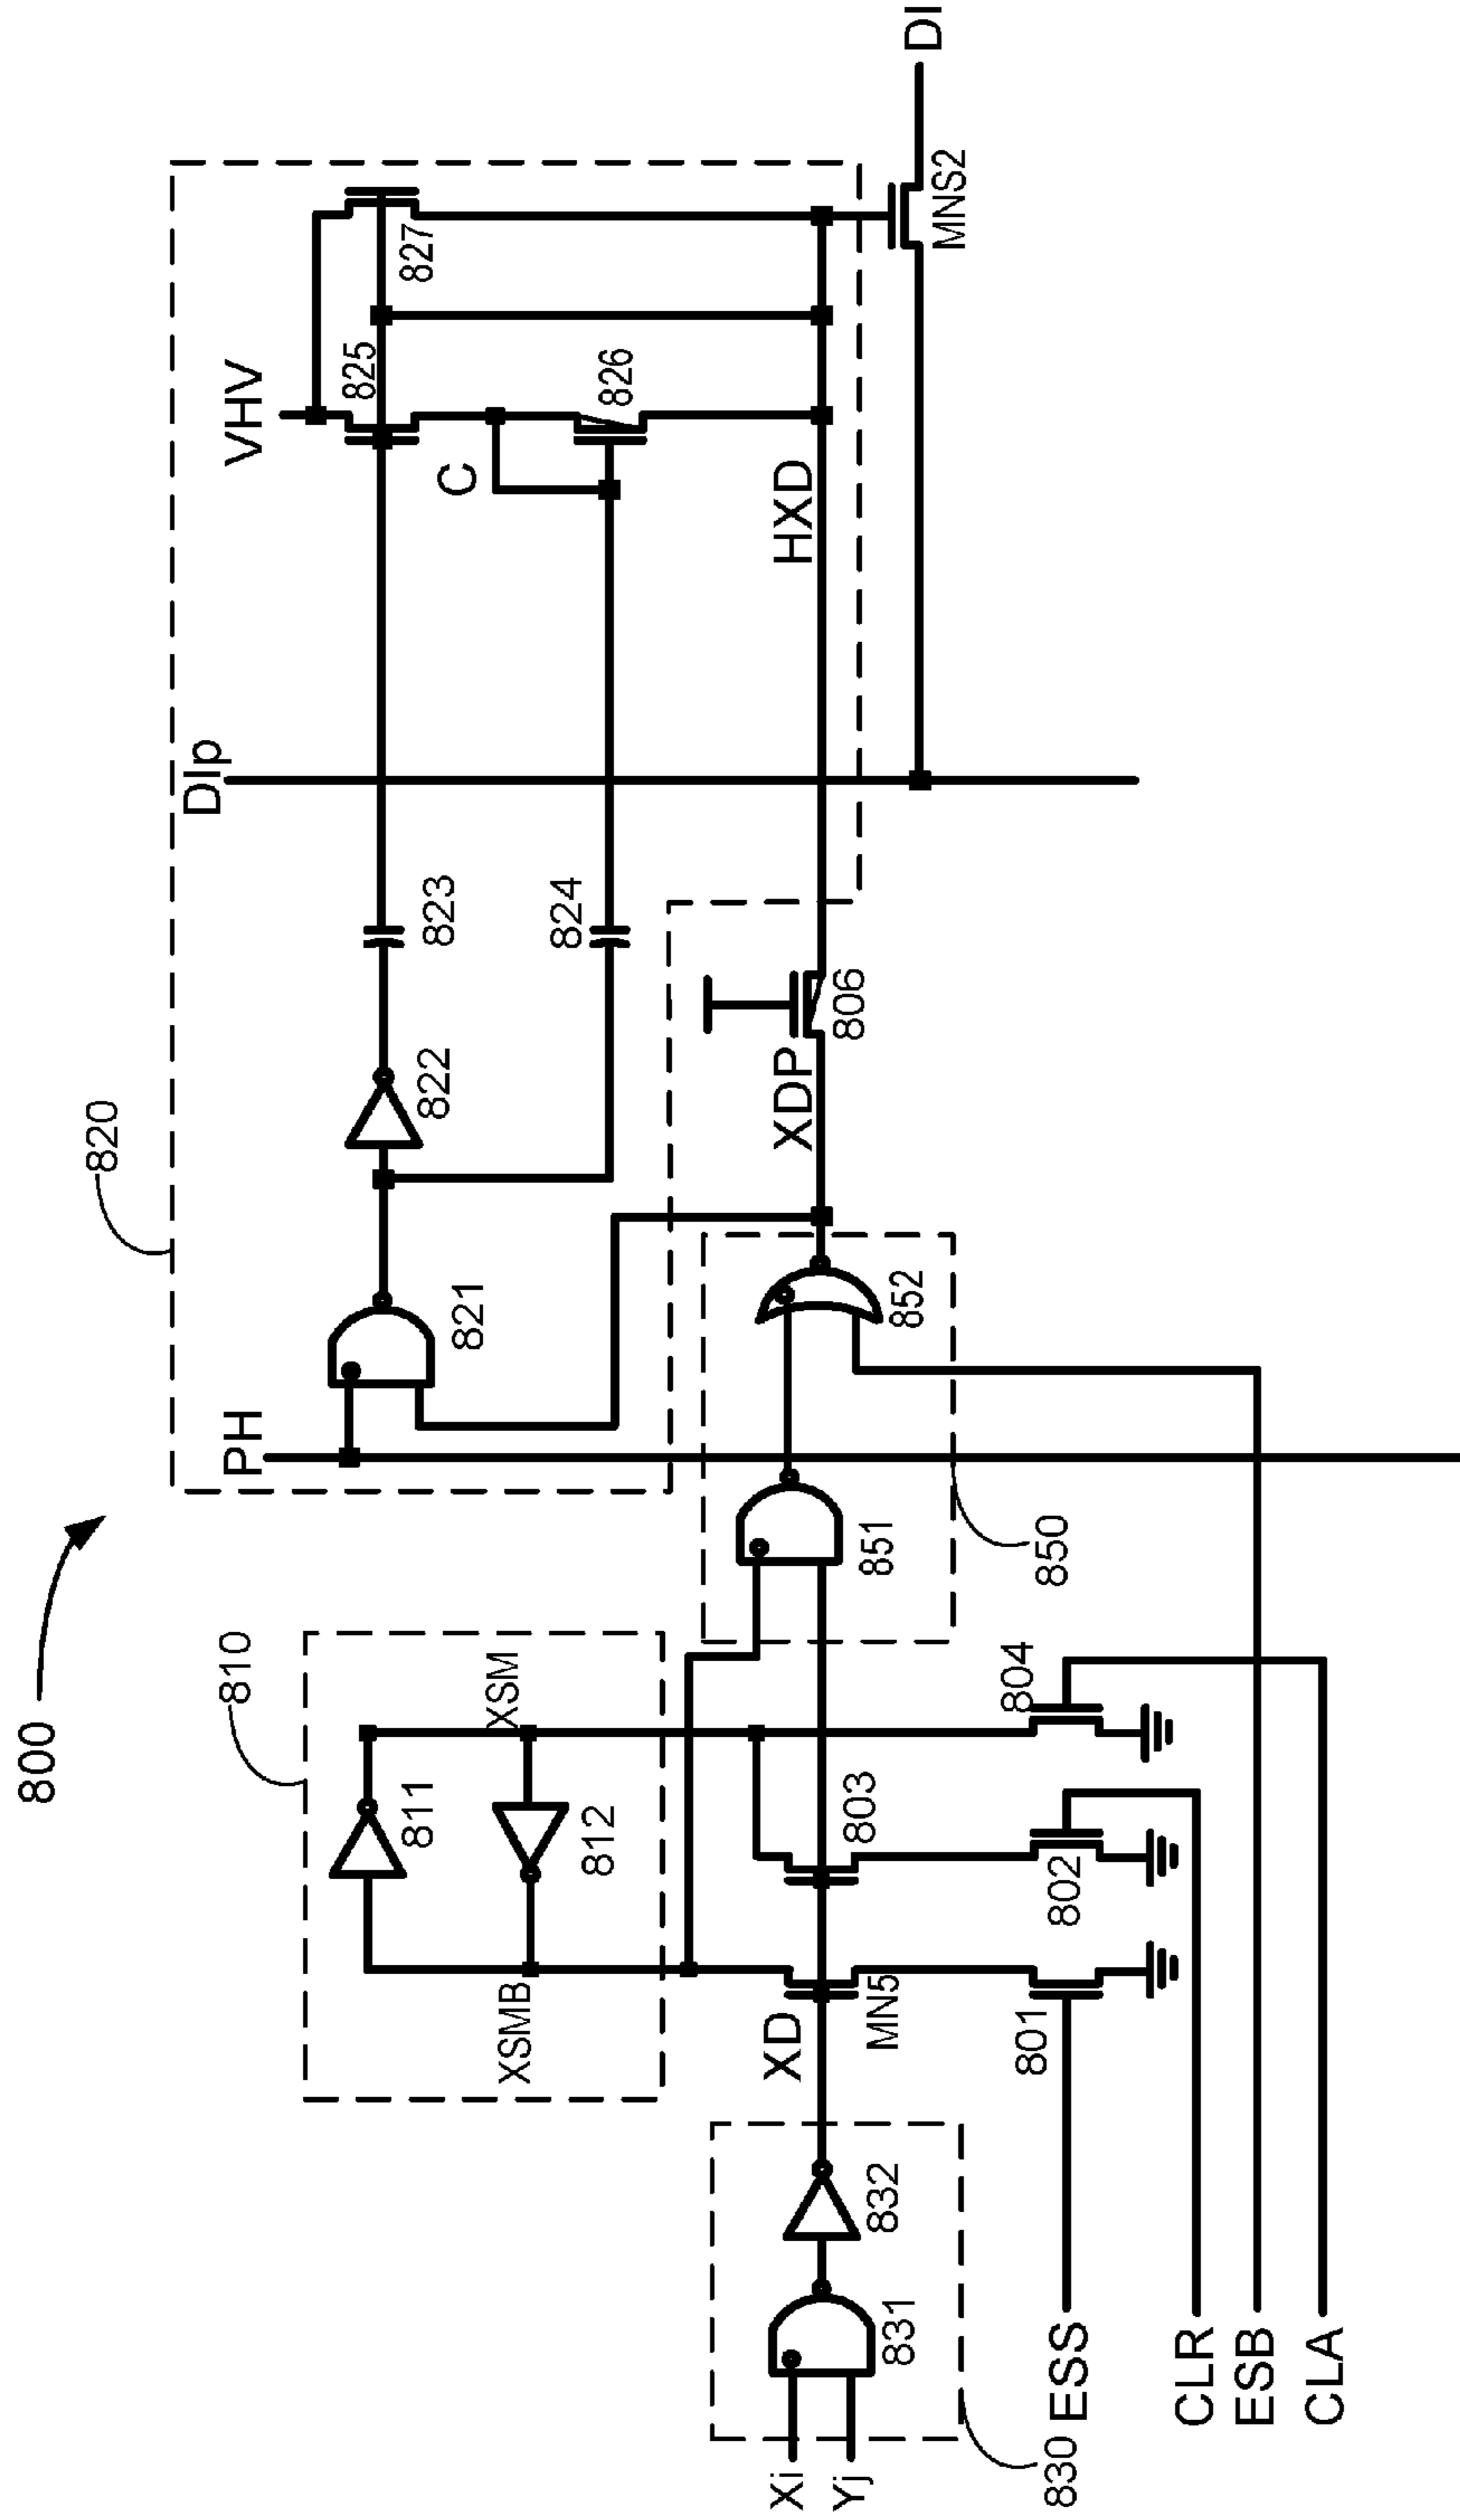 800
820
810
PH
DIp
VHV
XSM
XSMB
811
812
821
822
823
824
C
825
826
827
XD
XDP
HXD
Xi
Yj
831
832
830
MN5
803
851
850
852
806
MNS2
DI
801
802
804
ESS
CLR
ESB
CLA